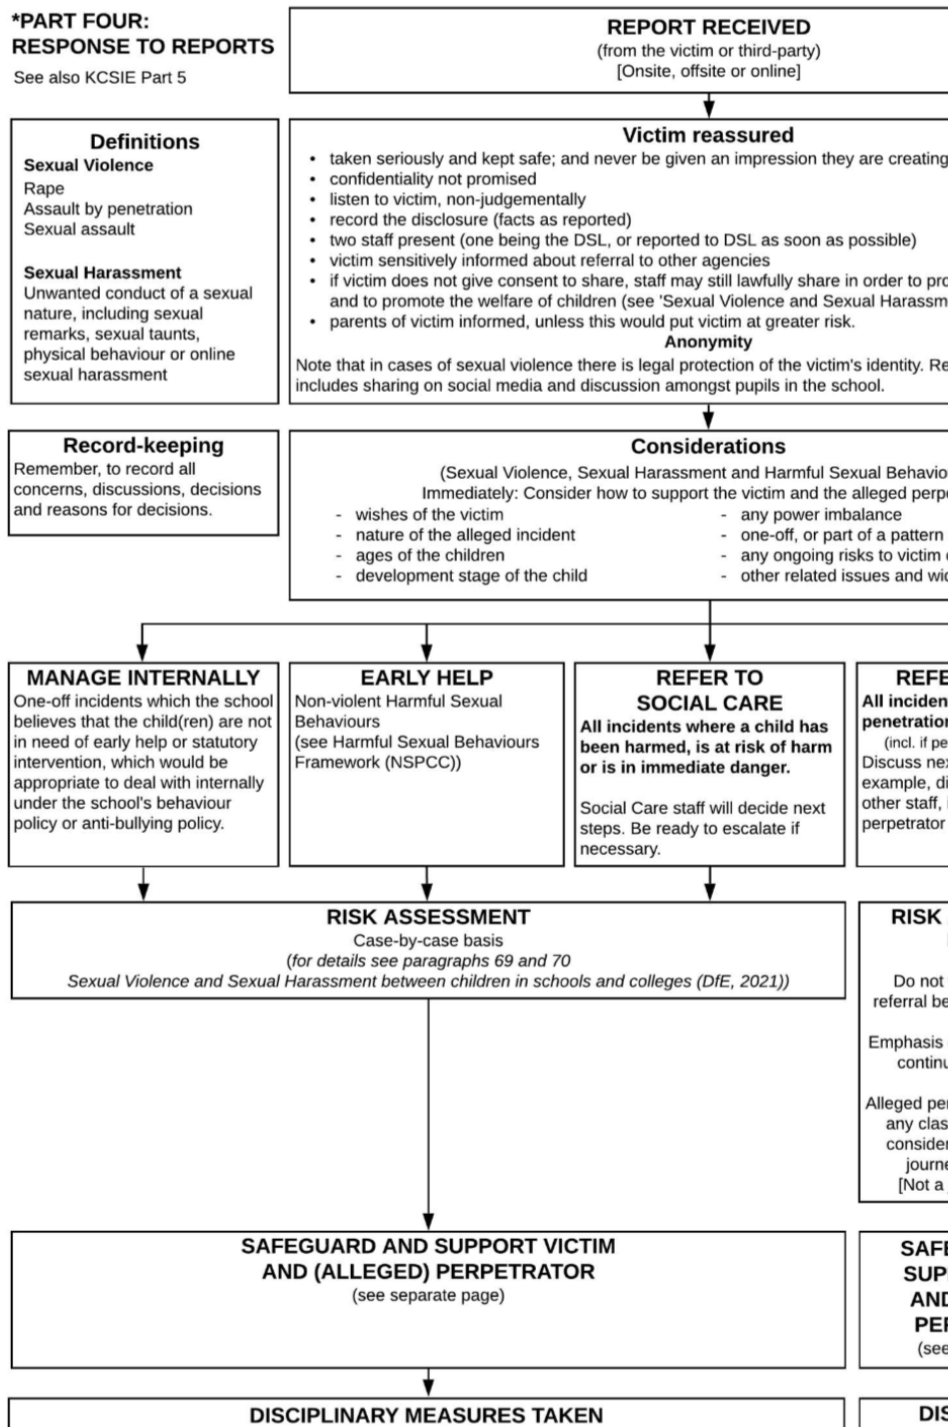 *PART FOUR:
RESPONSE TO REPORTS
See also KCSIE Part 5
REPORT RECEIVED
(from the victim or third-party)
[Onsite, offsite or online]
Definitions
Sexual Violence
Rape
Assault by penetration
Sexual assault
Sexual Harassment
Unwanted conduct of a sexual
nature, including sexual
remarks, sexual taunts,
physical behaviour or online
sexual harassment
Victim reassured
• taken seriously and kept safe; and never be given an impression they are creating
• confidentiality not promised
• listen to victim, non-judgementally
• record the disclosure (facts as reported)
• two staff present (one being the DSL, or reported to DSL as soon as possible)
• victim sensitively informed about referral to other agencies
• if victim does not give consent to share, staff may still lawfully share in order to pro
and to promote the welfare of children (see 'Sexual Violence and Sexual Harassm
• parents of victim informed, unless this would put victim at greater risk.
Anonymity
Note that in cases of sexual violence there is legal protection of the victim's identity. Re
includes sharing on social media and discussion amongst pupils in the school.
Record-keeping
Remember, to record all
concerns, discussions, decisions
and reasons for decisions.
Considerations
(Sexual Violence, Sexual Harassment and Harmful Sexual Behavio
Immediately: Consider how to support the victim and the alleged perpe
- wishes of the victim
- nature of the alleged incident
- ages of the children
- development stage of the child
- any power imbalance
- one-off, or part of a pattern
- any ongoing risks to victim
- other related issues and wid
MANAGE INTERNALLY
One-off incidents which the school
believes that the child(ren) are not
in need of early help or statutory
intervention, which would be
appropriate to deal with internally
under the school's behaviour
policy or anti-bullying policy.
EARLY HELP
Non-violent Harmful Sexual
Behaviours
(see Harmful Sexual Behaviours
Framework (NSPCC))
REFER TO
SOCIAL CARE
All incidents where a child has
been harmed, is at risk of harm
or is in immediate danger.
Social Care staff will decide next
steps. Be ready to escalate if
necessary.
REFE
All inciden
penetration
(incl. if pe
Discuss nex
example, di
other staff, i
perpetrator
RISK ASSESSMENT
Case-by-case basis
(for details see paragraphs 69 and 70
Sexual Violence and Sexual Harassment between children in schools and colleges (DfE, 2021))
RISK
Do not
referral be
Emphasis
continu
Alleged per
any clas
consider
journe
[Not a
SAFEGUARD AND SUPPORT VICTIM
AND (ALLEGED) PERPETRATOR
(see separate page)
SAFE
SUP
AND
PER
(see
DISCIPLINARY MEASURES TAKEN
DIS